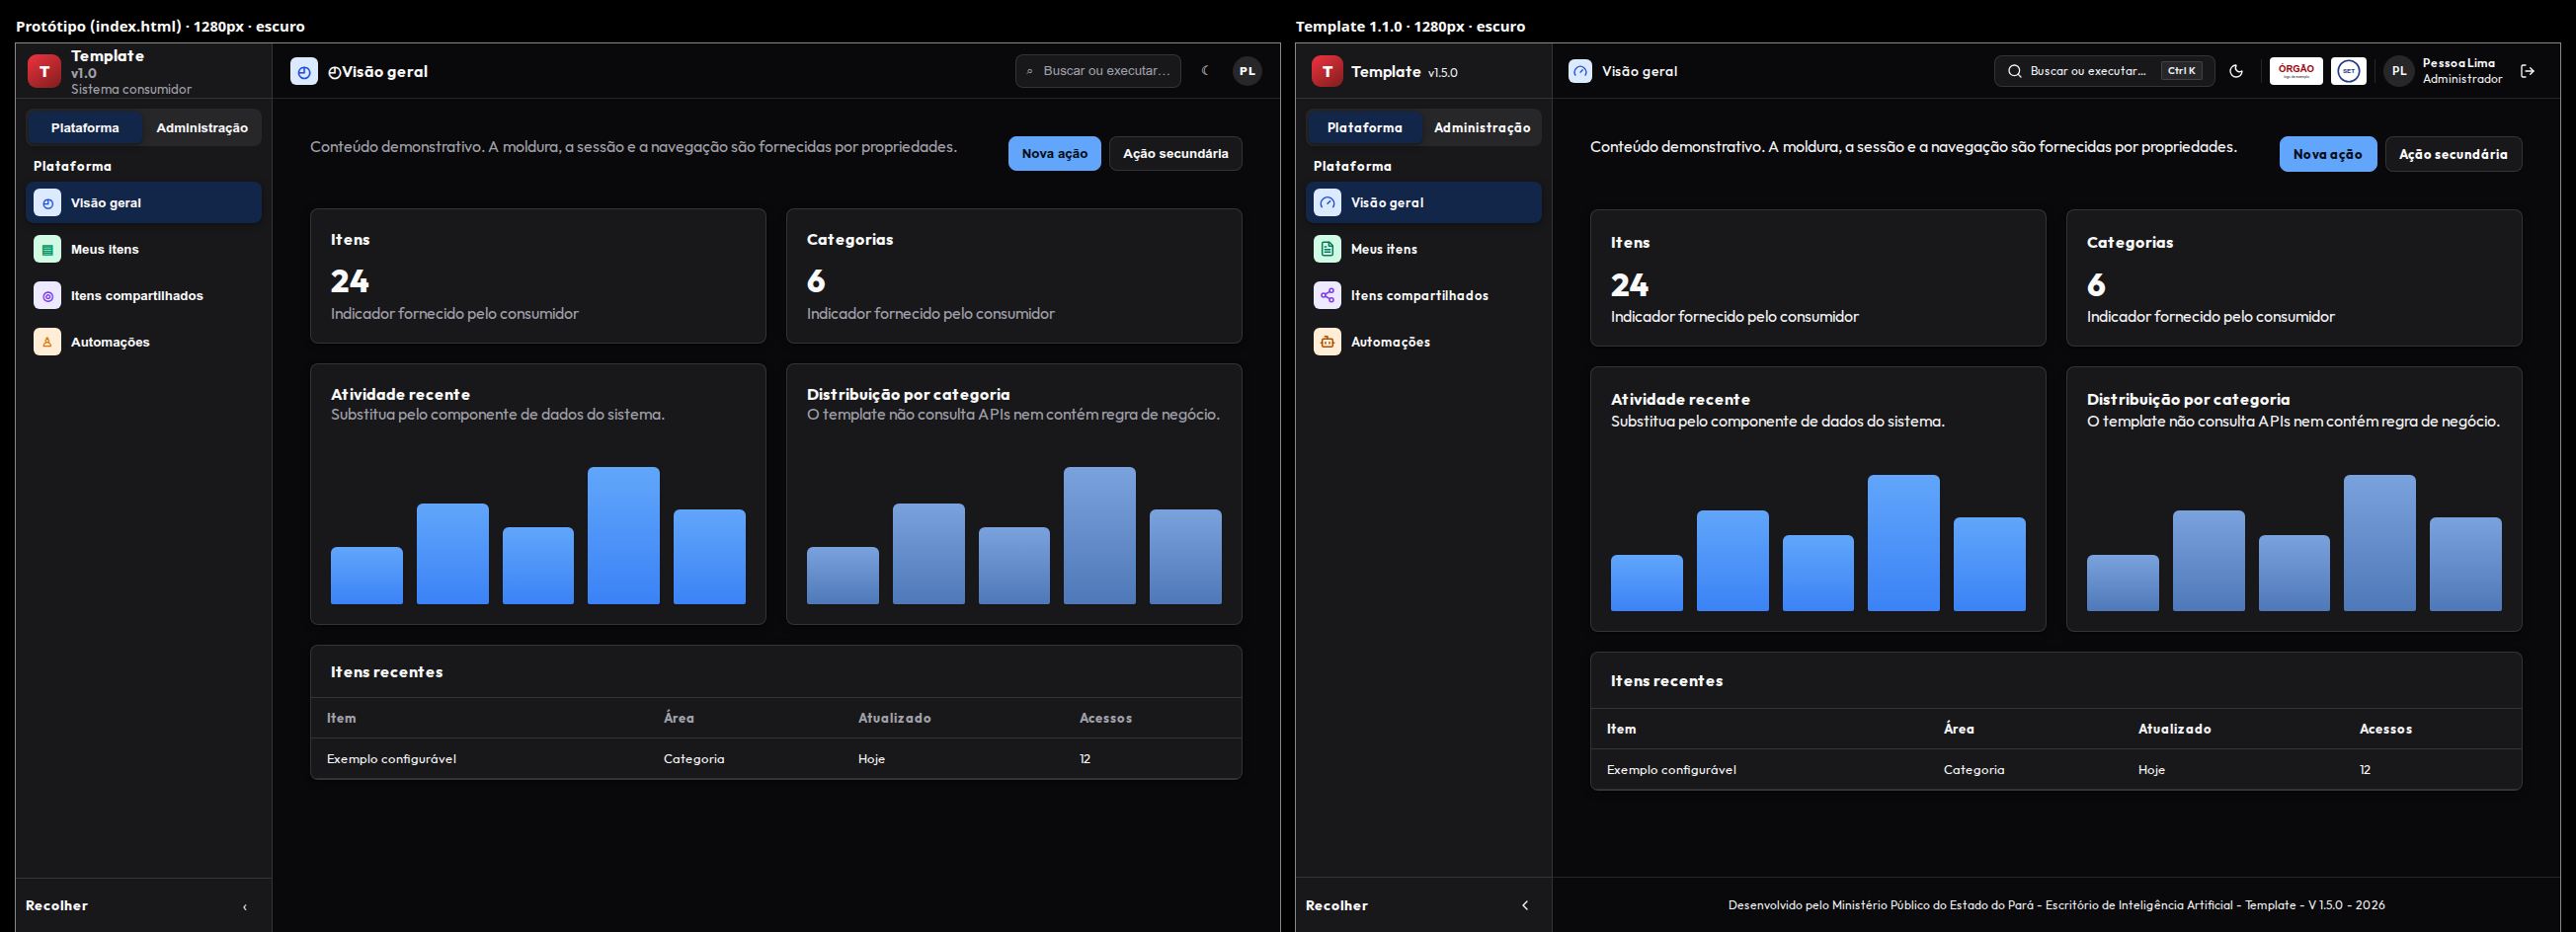 Protótipo (index.html) · 1280px · escuro
T
Template
v1.0
Sistema consumidor
Visão geral
Buscar ou executar…
PL
Plataforma
Administração
Plataforma
Visão geral
Meus itens
Itens compartilhados
Automações
Recolher
Conteúdo demonstrativo. A moldura, a sessão e a navegação são fornecidas por propriedades.
Nova ação
Ação secundária
Itens
24
Indicador fornecido pelo consumidor
Categorias
6
Indicador fornecido pelo consumidor
Atividade recente
Substitua pelo componente de dados do sistema.
Distribuição por categoria
O template não consulta APIs nem contém regra de negócio.
Itens recentes
Item Área Atualizado Acessos
Exemplo configurável Categoria Hoje 12
Template 1.1.0 · 1280px · escuro
T
Template v1.5.0
Visão geral
Buscar ou executar... Ctrl K
ÓRGÃO
SET
PL
Pessoa Lima
Administrador
Plataforma
Administração
Plataforma
Visão geral
Meus itens
Itens compartilhados
Automações
Recolher
Conteúdo demonstrativo. A moldura, a sessão e a navegação são fornecidas por propriedades.
Nova ação
Ação secundária
Itens
24
Indicador fornecido pelo consumidor
Categorias
6
Indicador fornecido pelo consumidor
Atividade recente
Substitua pelo componente de dados do sistema.
Distribuição por categoria
O template não consulta APIs nem contém regra de negócio.
Itens recentes
Item Área Atualizado Acessos
Exemplo configurável Categoria Hoje 12
Desenvolvido pelo Ministério Público do Estado do Pará - Escritório de Inteligência Artificial - Template - V 1.5.0 - 2026